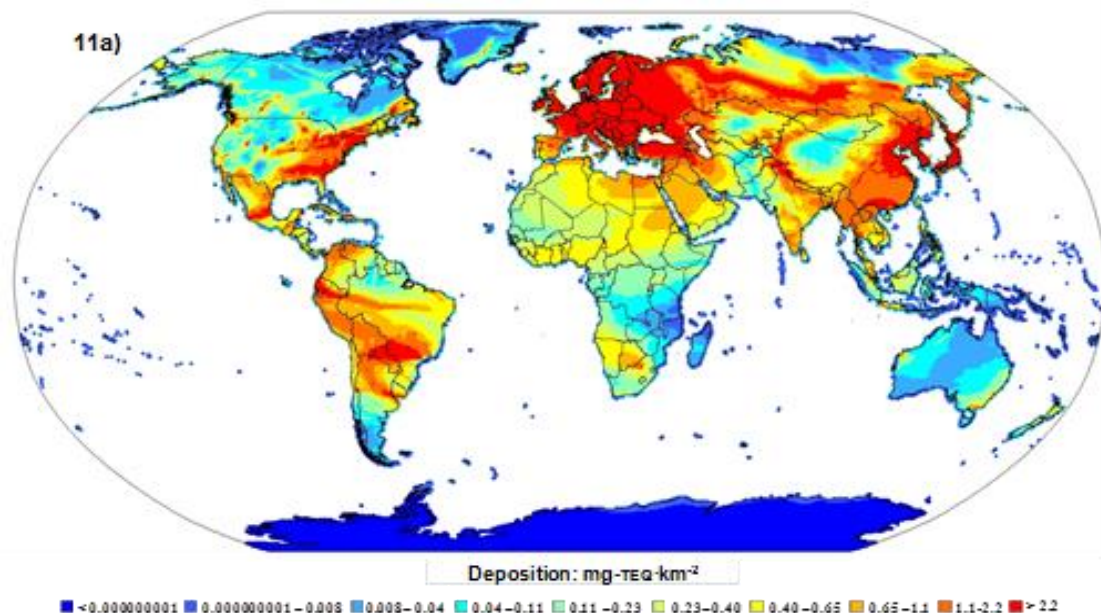 11a)
Deposition: mg-TEQ·km-2
<0.000000001 0.000000001 – 0.008 0.008 – 0.04 0.04 – 0.11 0.11 – 0.23 0.23 – 0.40 0.40 – 0.65 0.65 – 1.1 1.1-2.2 > 2.2